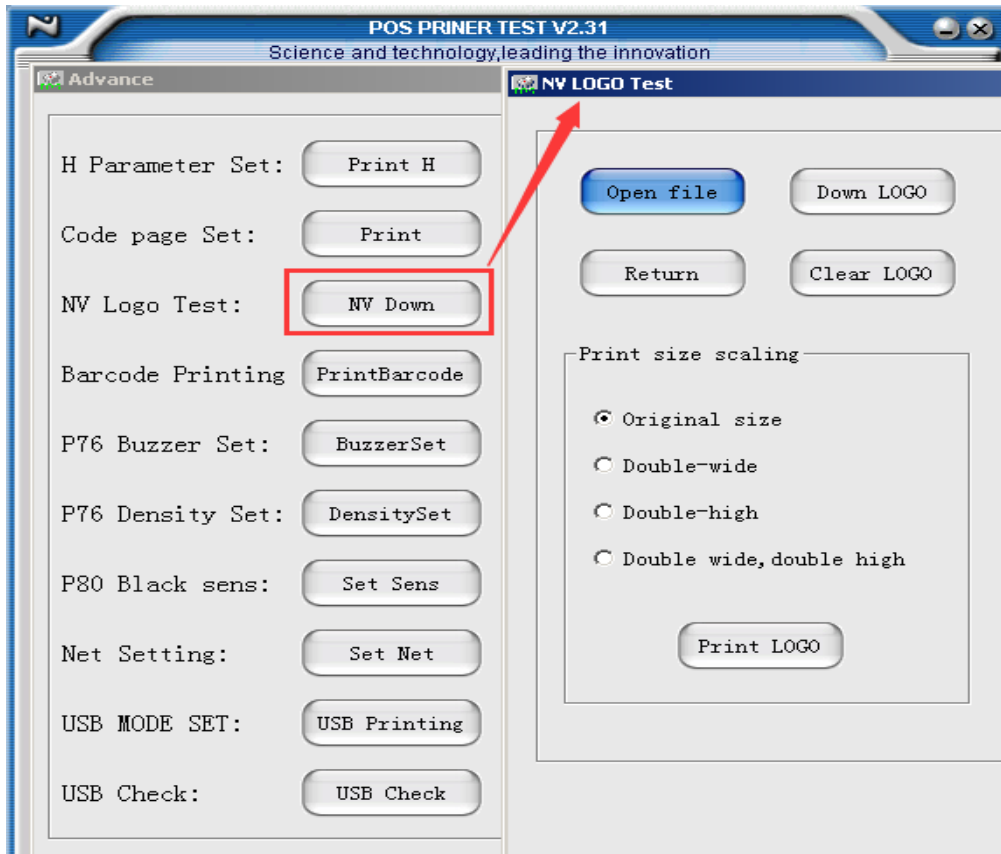 POS PRINER TEST V2.31
Science and technology,leading the innovation
Advance
H Parameter Set: Print H
Code page Set: Print
NV Logo Test: NV Down
Barcode Printing PrintBarcode
P76 Buzzer Set: BuzzerSet
P76 Density Set: DensitySet
P80 Black sens: Set Sens
Net Setting: Set Net
USB MODE SET: USB Printing
USB Check: USB Check
NV LOGO Test
Open file Down LOGO
Return Clear LOGO
Print size scaling
Original size
Double-wide
Double-high
Double wide,double high
Print LOGO